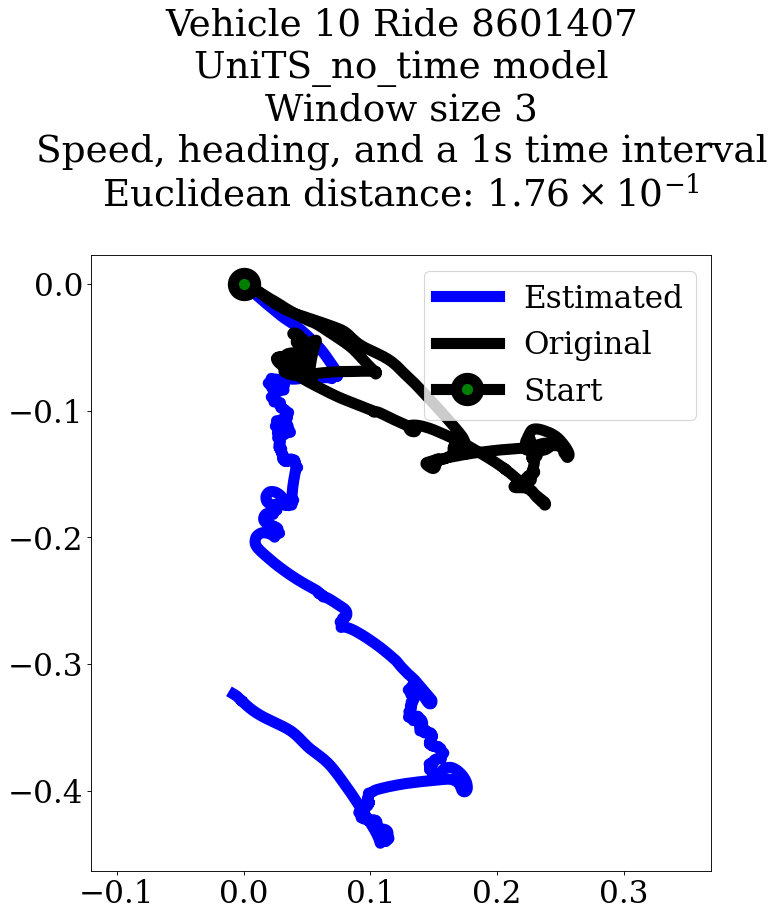 Vehicle 10 Ride 8601407
UniTS_no_time model
Window size 3
Speed, heading, and a 1s time interval
Euclidean distance: 1.76 × 10⁻¹
Estimated
Original
Start
0.0
−0.1
−0.2
−0.3
−0.4
−0.1 0.0 0.1 0.2 0.3